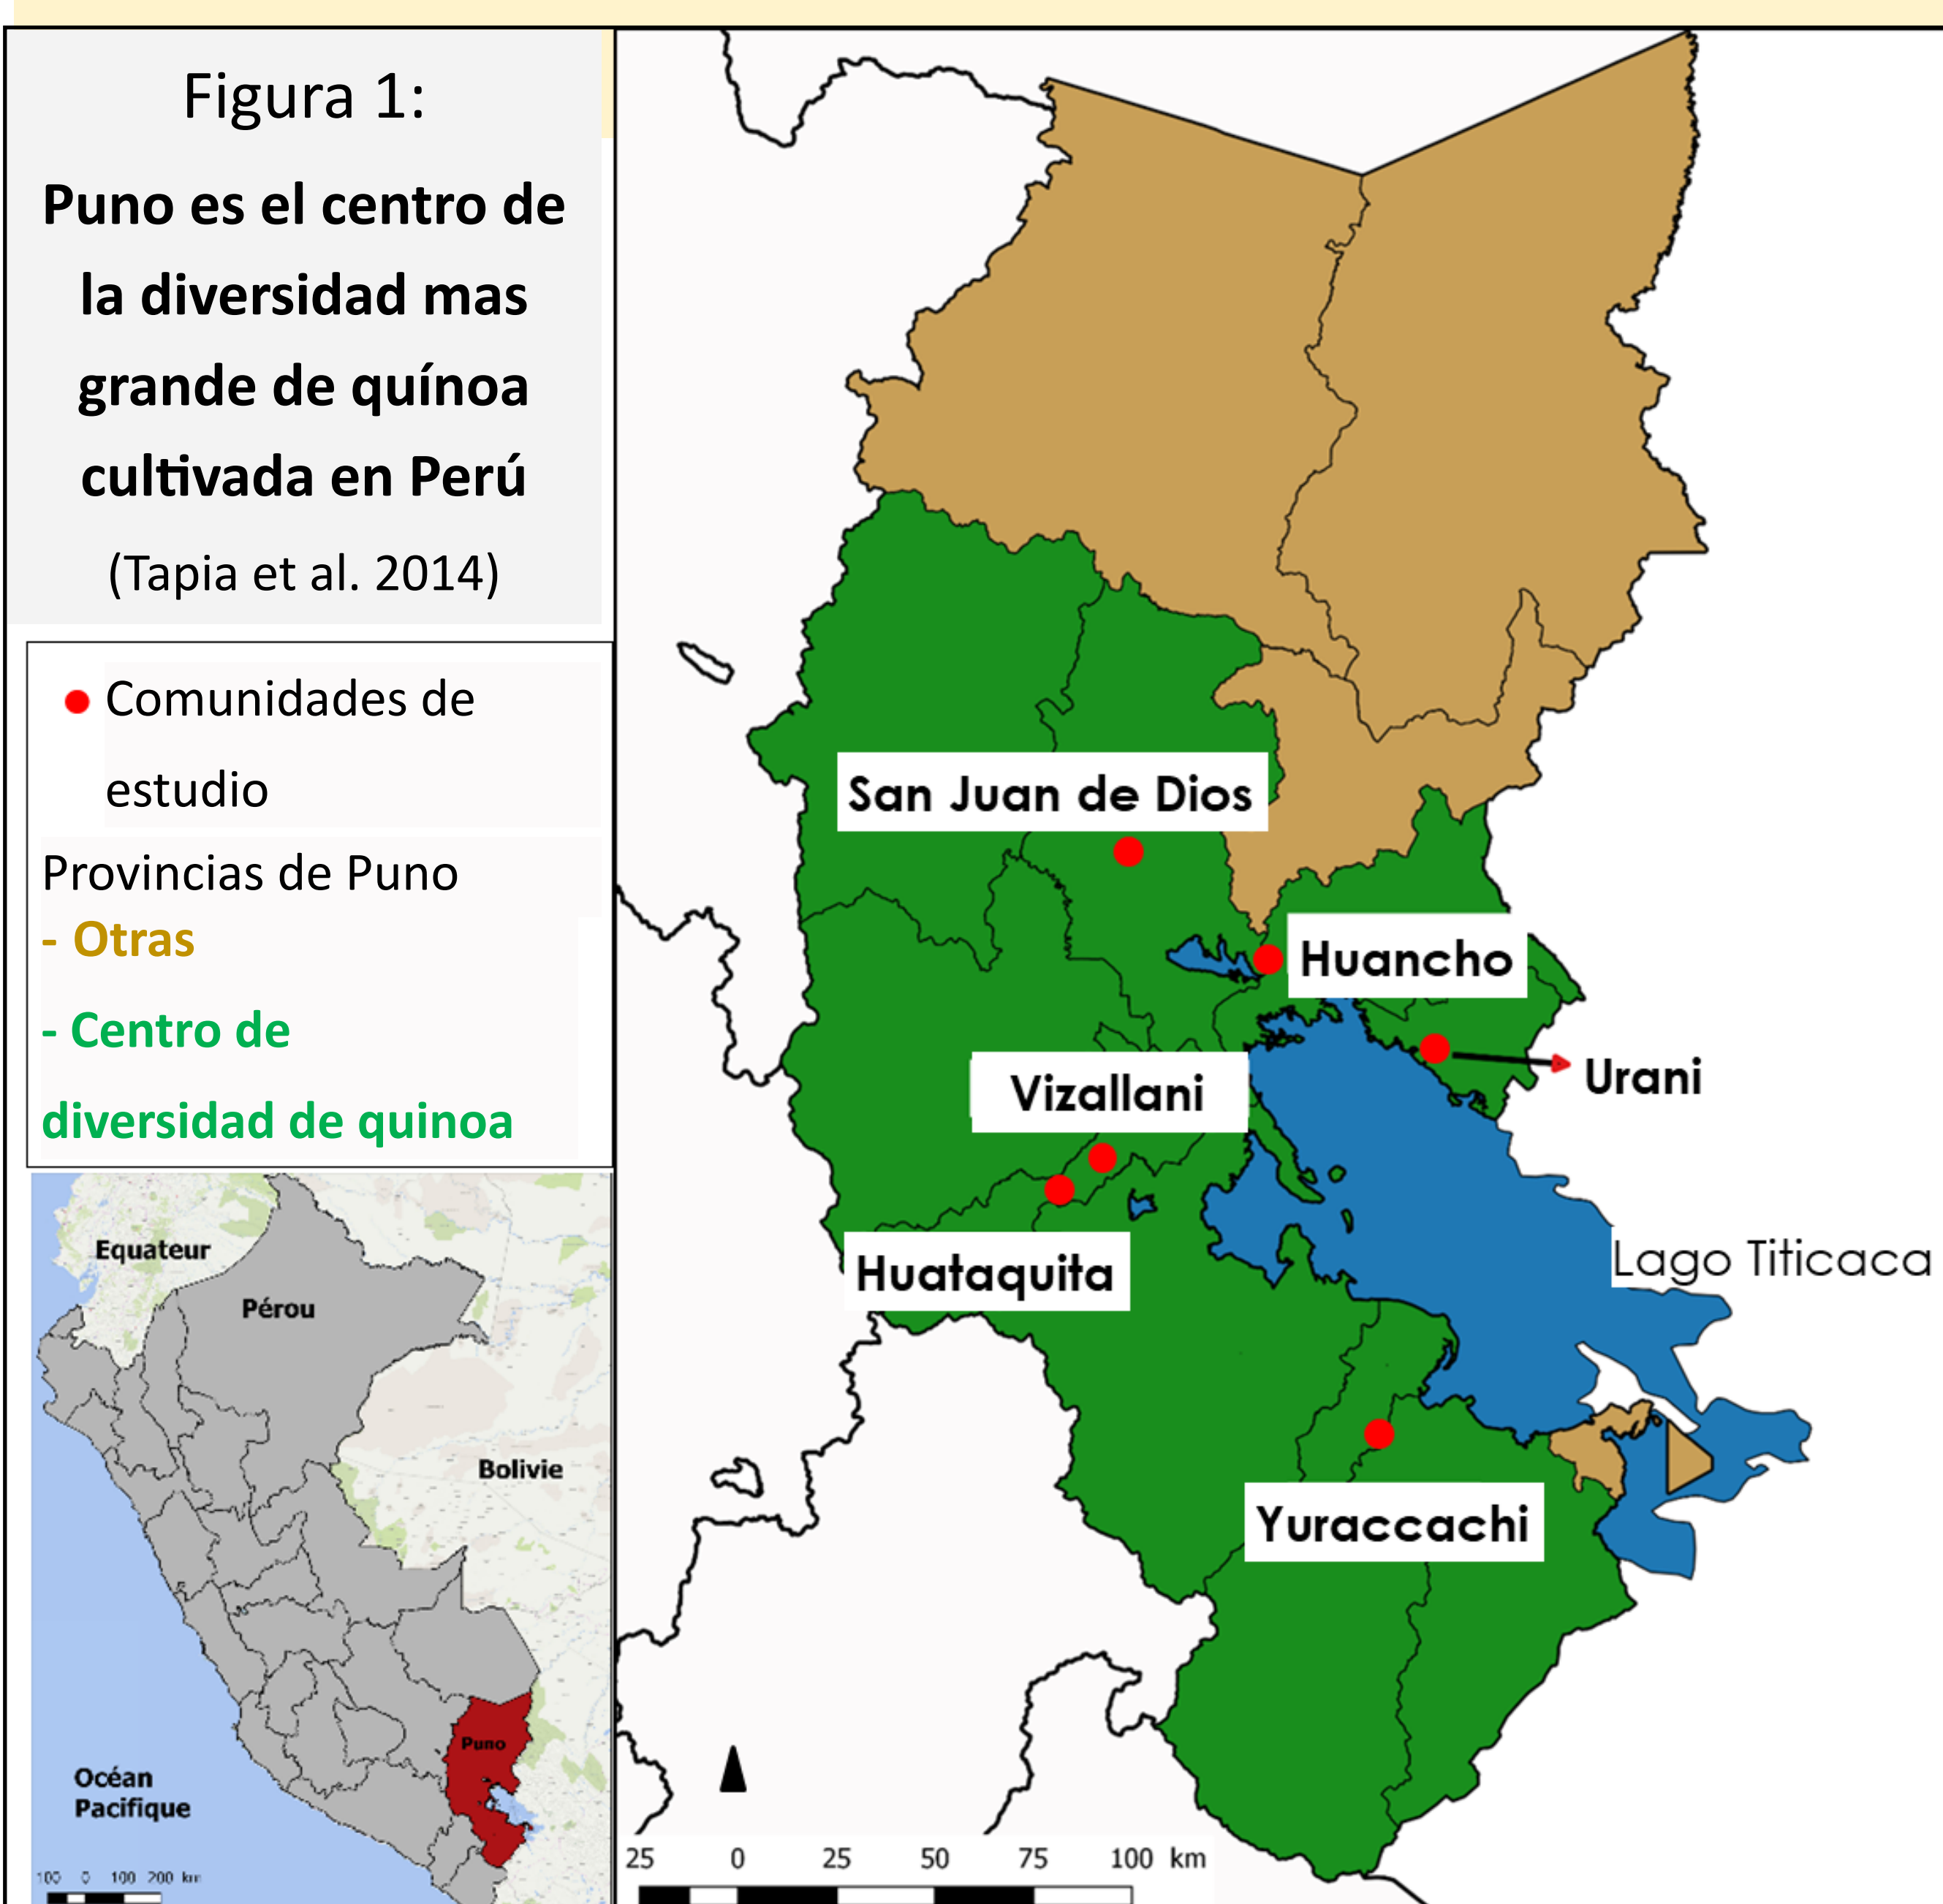 Figura 1:
Puno es el centro de
la diversidad mas
grande de quínoa
cultivada en Perú
(Tapia et al. 2014)
Comunidades de
estudio
Provincias de Puno
- Otras
- Centro de
diversidad de quinoa
Equateur
Pérou
Bolivie
Puno
Océan
Pacifique
100 0 100 200 km
San Juan de Dios
Huancho
Urani
Vizallani
Huataquita
Lago Titicaca
Yuraccachi
25 0 25 50 75 100 km